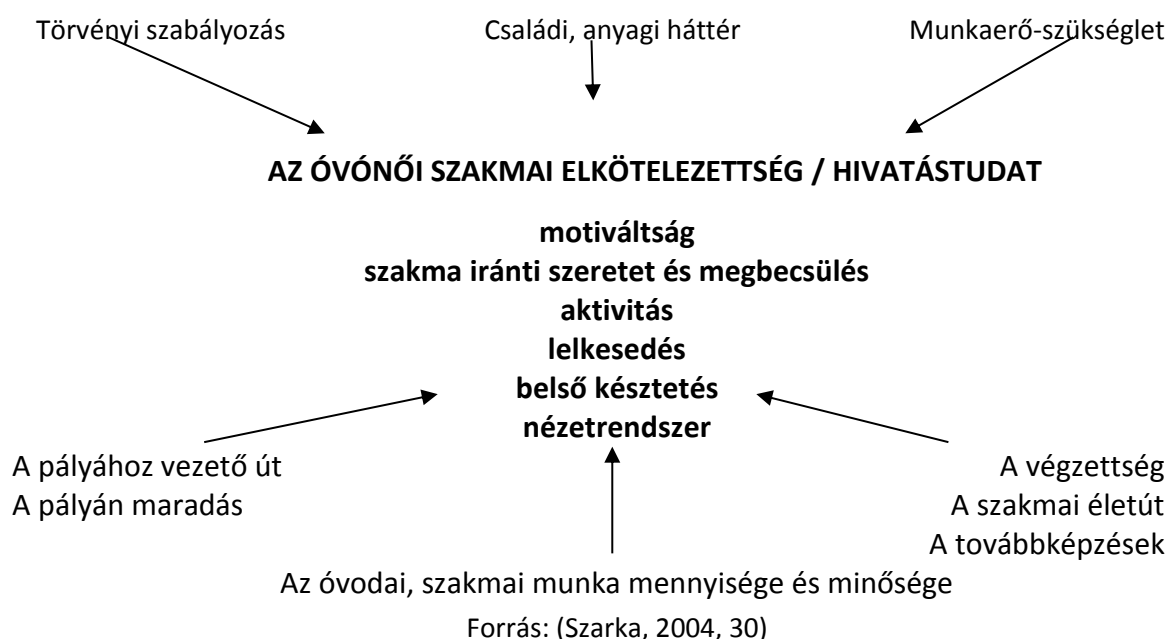 Törvényi szabályozás Családi, anyagi háttér Munkaerő-szükséglet
AZ ÓVÓNŐI SZAKMAI ELKÖTELEZETTSÉG / HIVATÁSTUDAT
motiváltság
szakma iránti szeretet és megbecsülés
aktivitás
lelkesedés
belső késztetés
nézetrendszer
A pályához vezető út
A pályán maradás
A végzettség
A szakmai életút
A továbbképzések
Az óvodai, szakmai munka mennyisége és minősége
Forrás: (Szarka, 2004, 30)